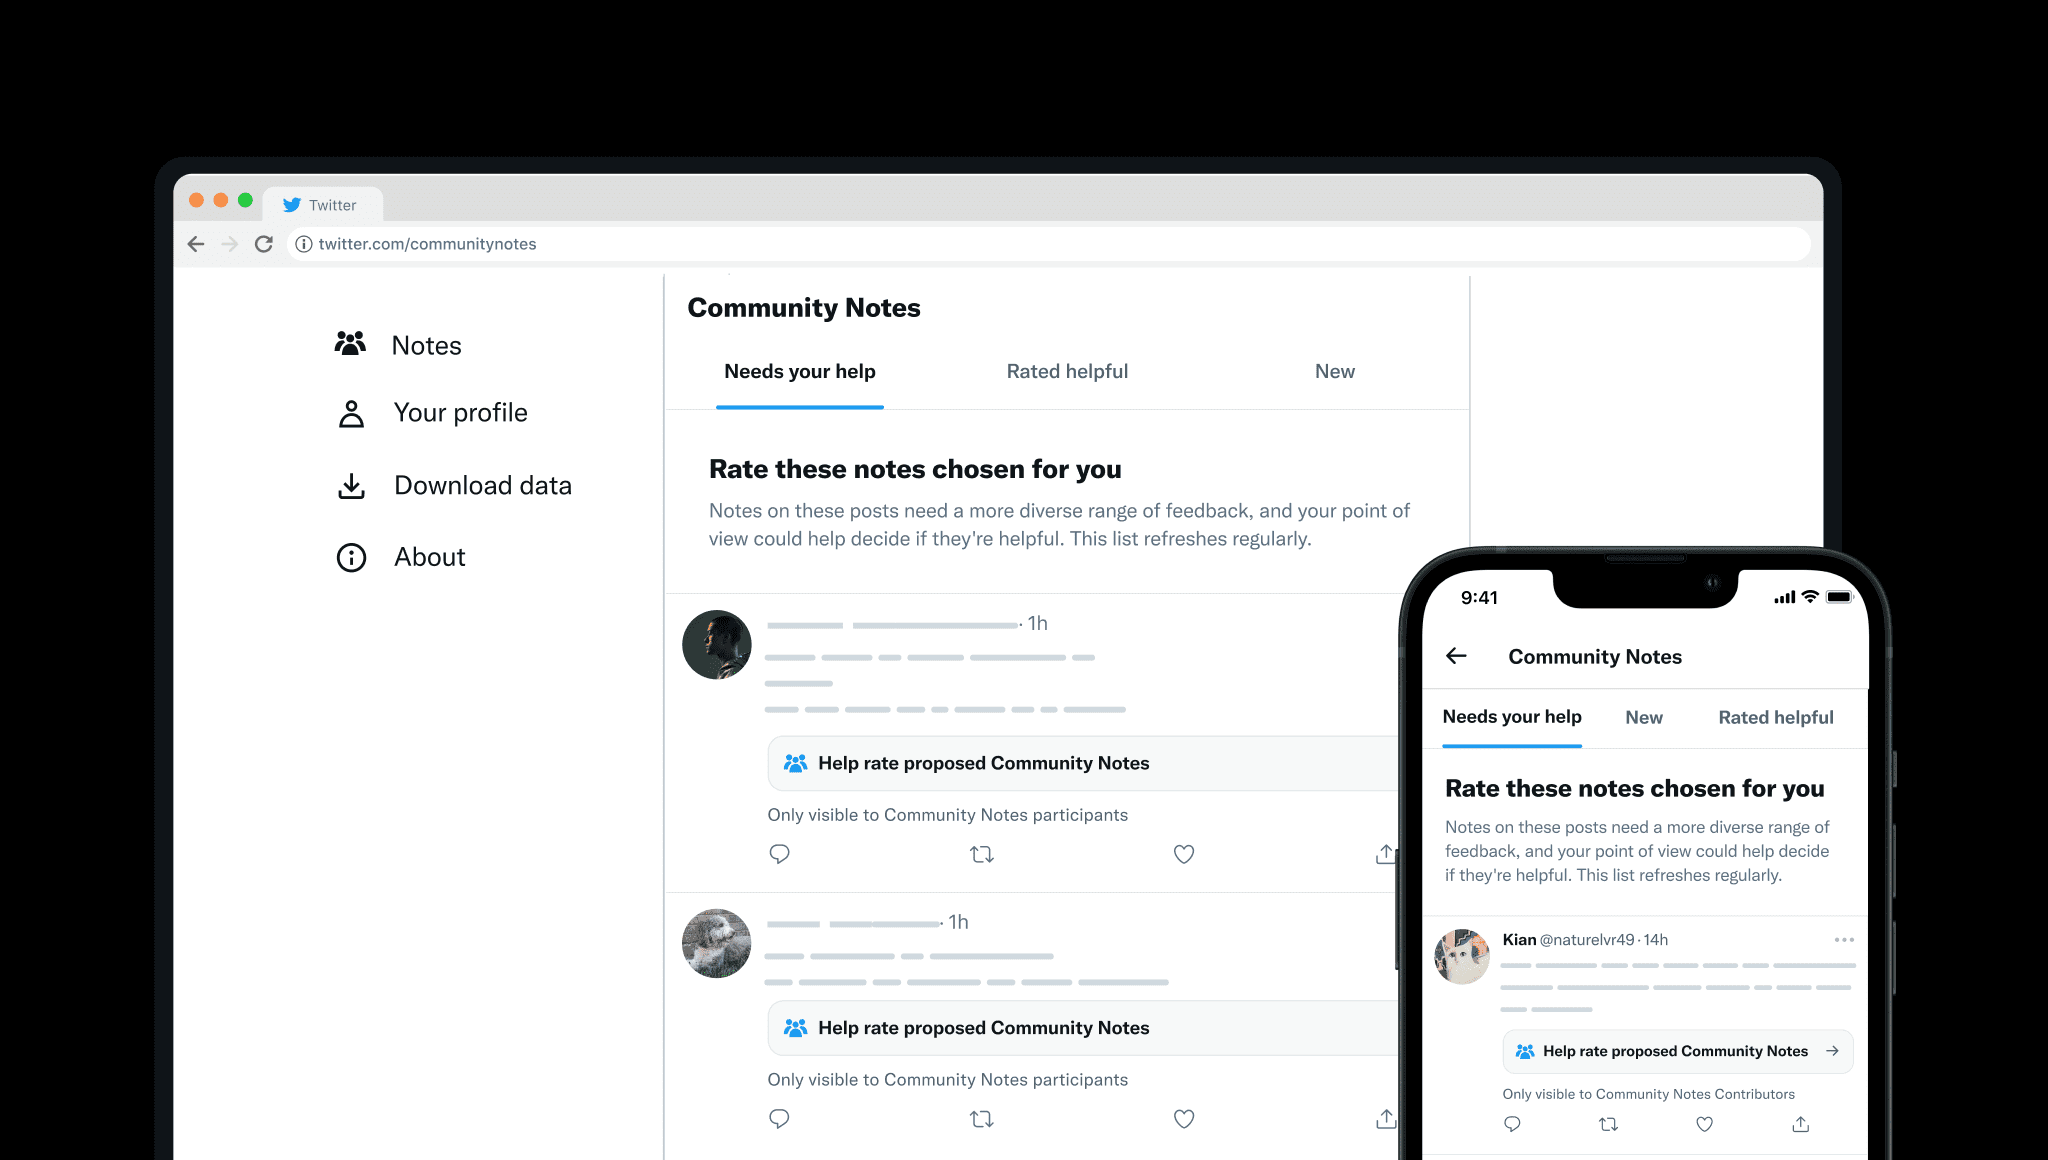 Twitter
twitter.com/communitynotes
Notes
Your profile
Download data
About
Community Notes
Needs your help
Rated helpful
New
Rate these notes chosen for you
Notes on these posts need a more diverse range of feedback, and your point of
view could help decide if they're helpful. This list refreshes regularly.
· 1h
Help rate proposed Community Notes
Only visible to Community Notes participants
· 1h
Help rate proposed Community Notes
Only visible to Community Notes participants
9:41
Community Notes
Needs your help
New
Rated helpful
Rate these notes chosen for you
Notes on these posts need a more diverse range of
feedback, and your point of view could help decide
if they're helpful. This list refreshes regularly.
Kian @naturelvr49 · 14h
Help rate proposed Community Notes
Only visible to Community Notes Contributors